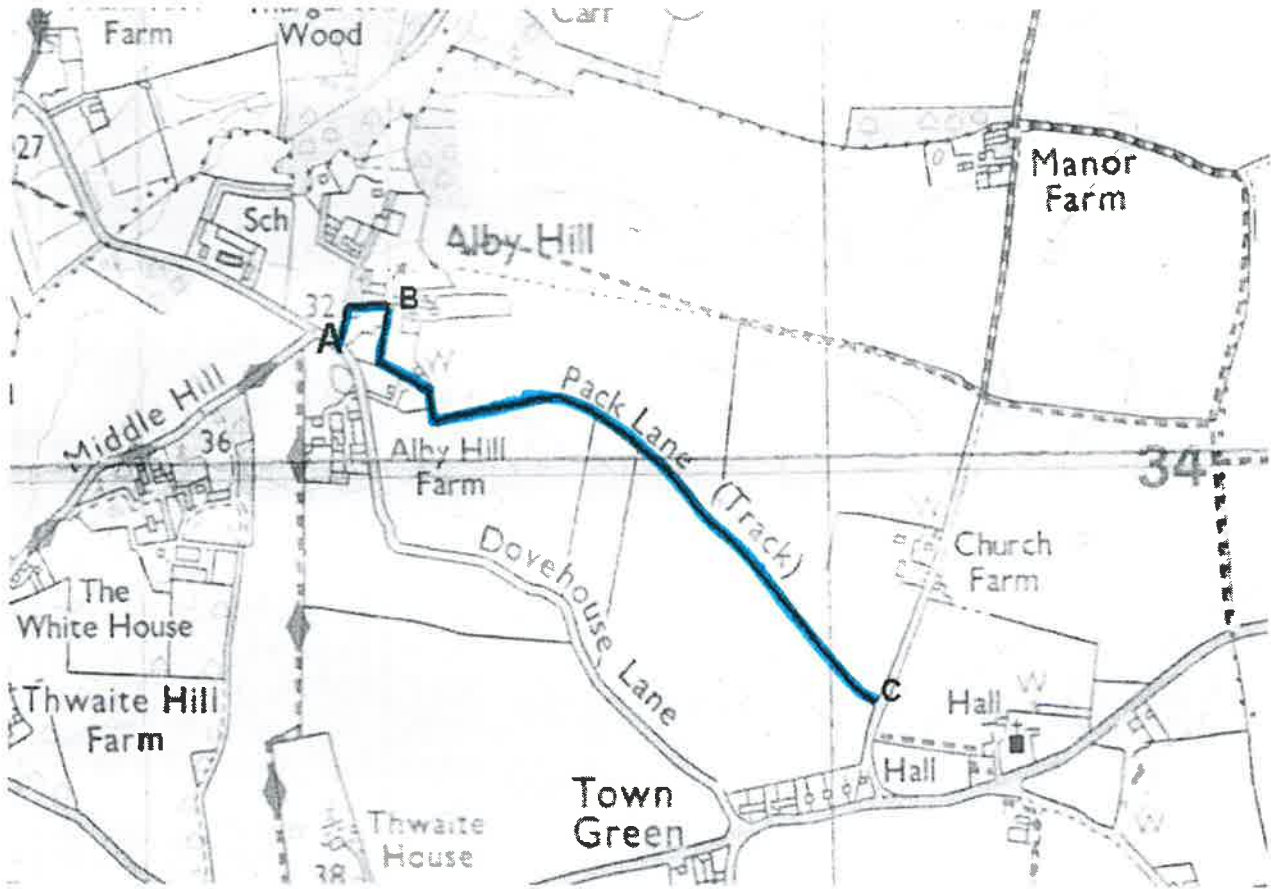 Farm
Wood
Carr
27
Manor
Farm
Sch
Alby Hill
32
B
A
W
Pack Lane
(Track)
Middle Hill
36
Alby Hill
Farm
34
Church
Farm
Dovehouse Lane
The
White House
C
Hall
W
Thwaite Hill
Farm
Hall
Town
Green
Thwaite
House
W
38